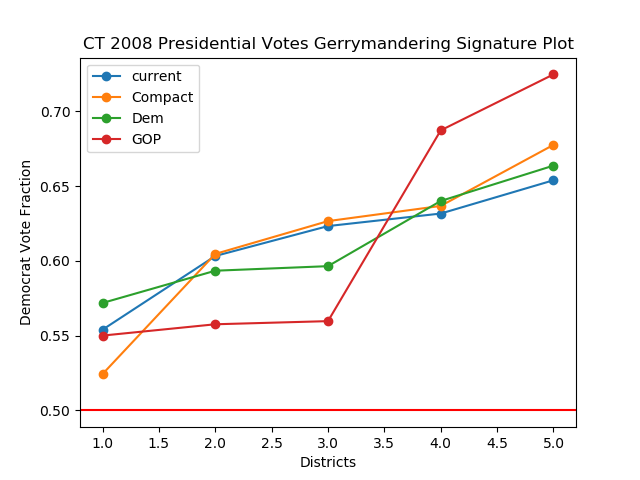 CT 2008 Presidential Votes Gerrymandering Signature Plot
current
Compact
Dem
GOP
Democrat Vote Fraction
0.70
0.65
0.60
0.55
0.50
1.0 1.5 2.0 2.5 3.0 3.5 4.0 4.5 5.0
Districts